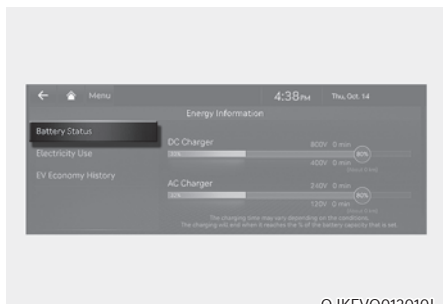 Menu 4:38 PM Thu, Oct. 14
Energy Information
Battery Status
Electricity Use
EV Economy History
DC Charger 800V 0 min
80%
400V 0 min
AC Charger 240V 0 min
80%
120V 0 min
The charging time may vary depending on the conditions.
The charging will end when it reaches the % of the battery capacity that is set.